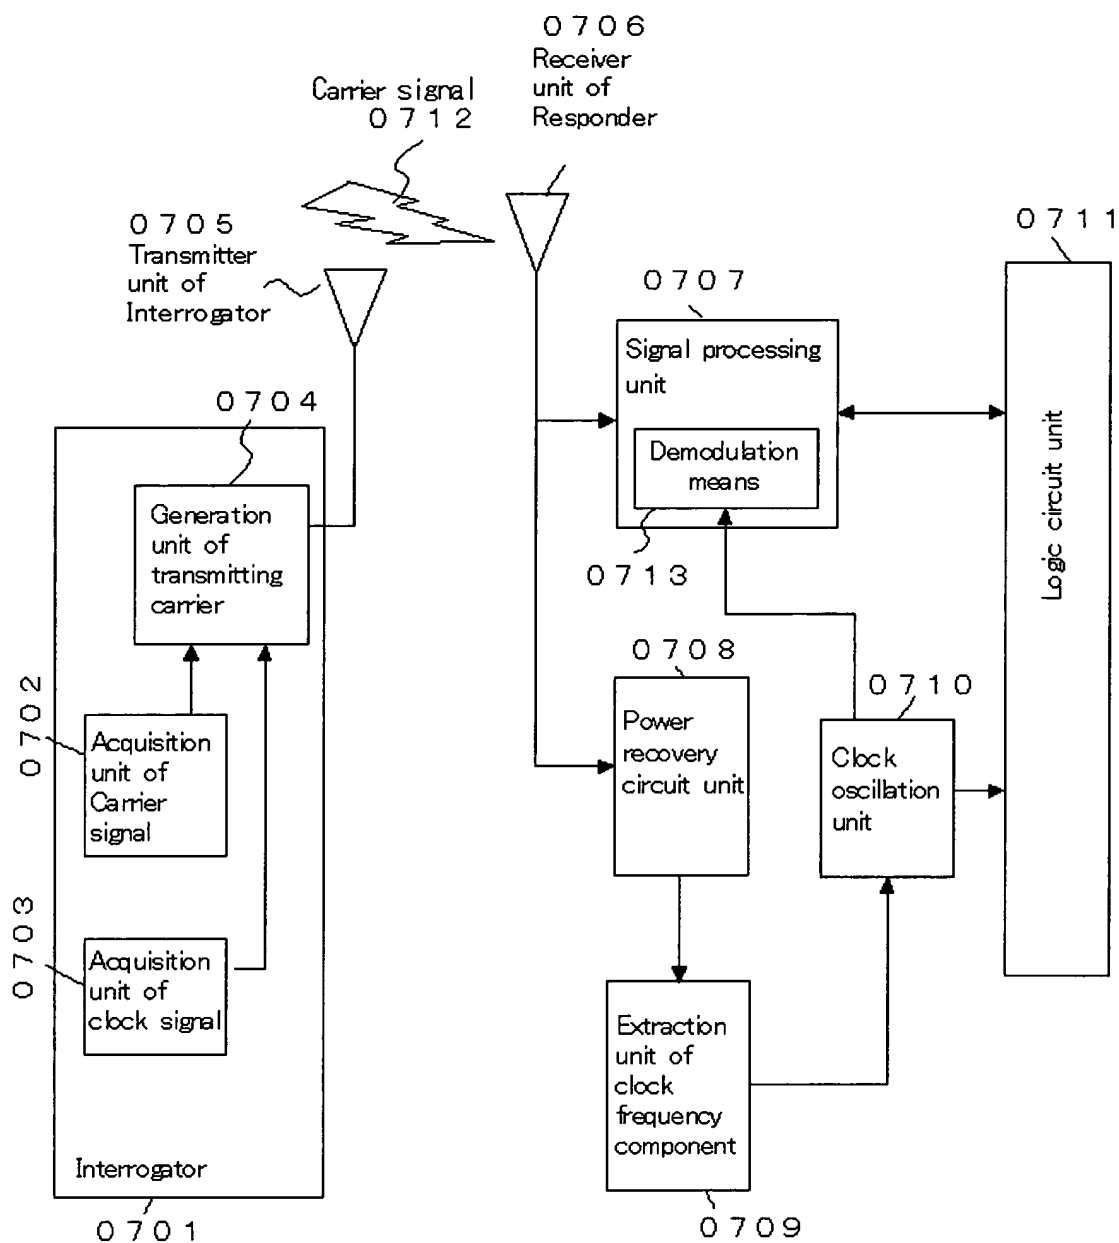 0706
Receiver
unit of
Responder
Carrier signal
0712
0705
Transmitter
unit of
Interrogator
0711
0707
Signal processing
unit
Demodulation
means
0713
Logic circuit unit
0704
Generation
unit of
transmitting
carrier
0702
Acquisition
unit of
Carrier
signal
0703
Acquisition
unit of
clock signal
Interrogator
0701
0708
Power
recovery
circuit unit
0710
Clock
oscillation
unit
Extraction
unit of
clock
frequency
component
0709